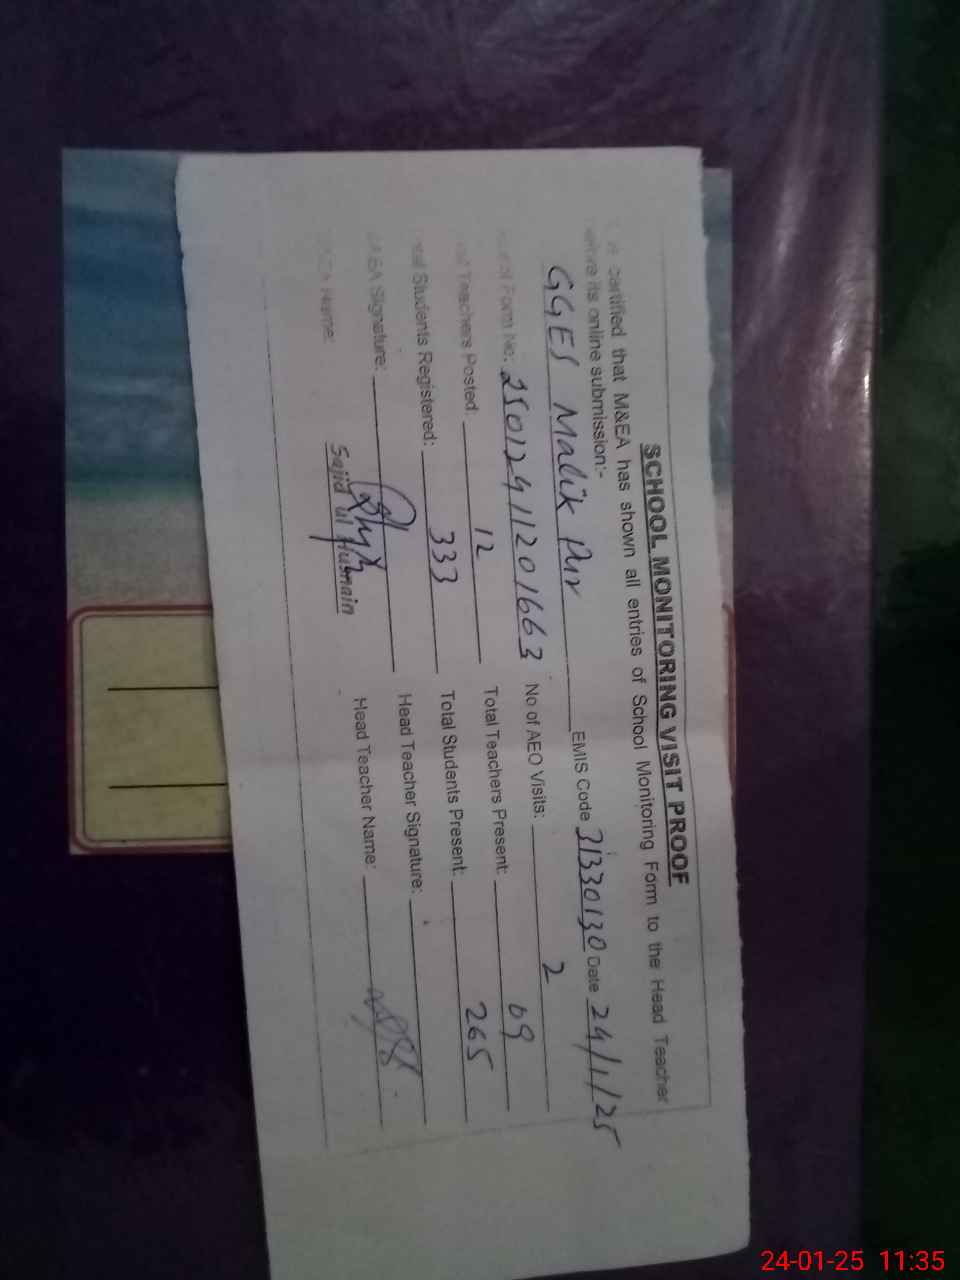 SCHOOL MONITORING VISIT PROOF
certified that M&EA has shown all entries of School Monitoring Form to the Head Teacher
its online submission:-
GGES Malik Pur EMIS Code 31330130 Date 24/1/25
Form No: 25012411201663 No of AEO Visits: 2
Teachers Posted: 12 Total Teachers Present: 09
Students Registered: 333 Total Students Present: 265
Signature: Head Teacher Signature:
Name: Sajid ul Husnain Head Teacher Name:
24-01-25 11:35